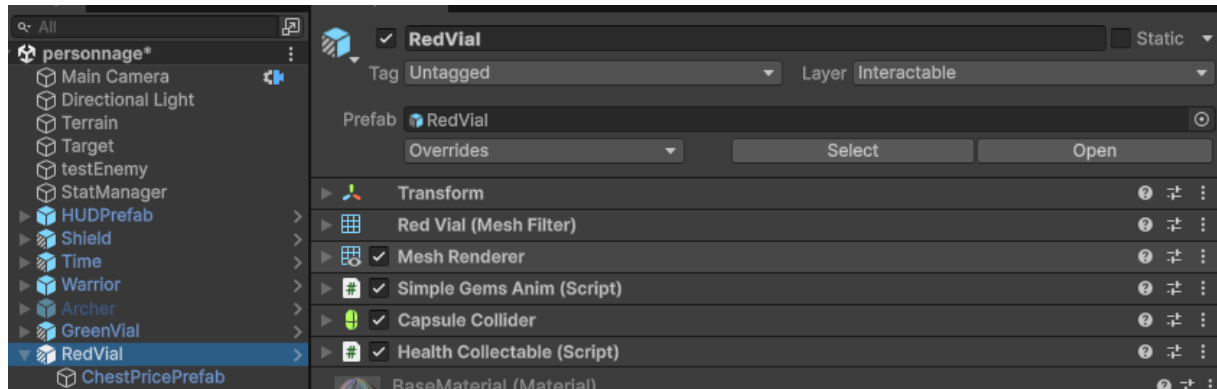 All
personnage*
Main Camera
Directional Light
Terrain
Target
testEnemy
StatManager
HUDPrefab
Shield
Time
Warrior
Archer
GreenVial
RedVial
ChestPricePrefab
RedVial
Static
Tag Untagged Layer Interactable
Prefab RedVial
Overrides Select Open
Transform
Red Vial (Mesh Filter)
Mesh Renderer
# Simple Gems Anim (Script)
Capsule Collider
# Health Collectable (Script)
BaseMaterial (Material)